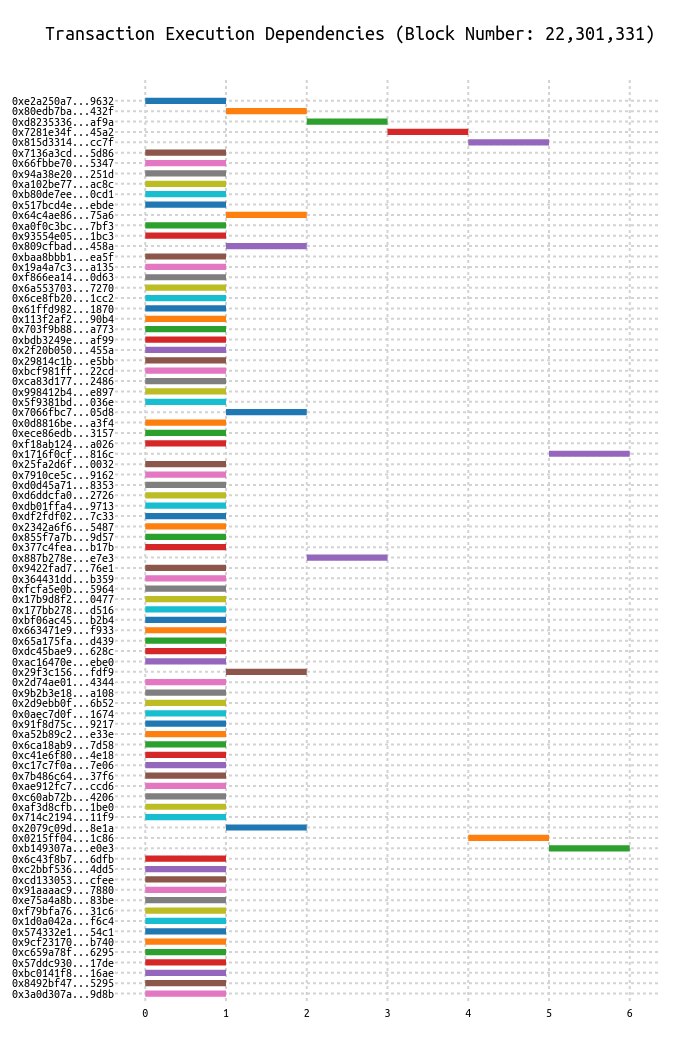 Transaction Execution Dependencies (Block Number: 22,301,331)
0xe2a250a7...9632
0x80edb7ba...432f
0xd8235336...af9a
0x7281e34f...45a2
0x815d3314...cc7f
0x7136a3cd...5d86
0x66fbbe70...5347
0x94a38e20...251d
0xa102be77...ac8c
0xb80de7ee...0cd1
0x517bcd4e...ebde
0x64c4ae86...75a6
0xa0f0c3bc...7bf3
0x93554e05...1bc3
0x809cfbad...458a
0xbaa8bbb1...ea5f
0x19a4a7c3...a135
0xf866ea14...0d63
0x6a553703...7270
0x6ce8fb20...1cc2
0x61ffd982...1870
0x113f2af2...90b4
0x703f9b88...a773
0xbdb3249e...af99
0x2f20b050...455a
0x29814c1b...e5bb
0xbcf981ff...22cd
0xca83d177...2486
0x998412b4...e897
0x5f9381bd...036e
0x7066fbc7...05d8
0x0d8816be...a3f4
0xece86edb...3157
0xf18ab124...a026
0x1716f0cf...816c
0x25fa2d6f...0032
0x7910ce5c...9162
0xd0d45a71...8353
0xd6ddcfa0...2726
0xdb01ffa4...9713
0xdf2fdf02...7c33
0x2342a6f6...5487
0x855f7a7b...9d57
0x377c4fea...b17b
0x887b278e...e7e3
0x9422fad7...76e1
0x364431dd...b359
0xfcfa5e0b...5964
0x17b9d8f2...0477
0x177bb278...d516
0xbf06ac45...b2b4
0x663471e9...f933
0x65a175fa...d439
0xdc45bae9...628c
0xac16470e...ebe0
0x29f3c156...fdf9
0x2d74ae01...4344
0x9b2b3e18...a108
0x2d9ebb0f...6b52
0x0aec7d0f...1674
0x91f8d75c...9217
0xa52b89c2...e33e
0x6ca18ab9...7d58
0xc41e6f80...4e18
0xc17c7f0a...7e06
0x7b486c64...37f6
0xae912fc7...ccd6
0xc60ab72b...4206
0xaf3d8cfb...1be0
0x714c2194...11f9
0x2079c09d...8e1a
0x0215ff04...1c86
0xb149307a...e0e3
0x6c43f8b7...6dfb
0xc2bbf536...4dd5
0xcd133053...cfee
0x91aaaac9...7880
0xe75a4a8b...83be
0xf79bfa76...31c6
0x1d0a042a...f6c4
0x574332e1...54c1
0x9cf23170...b740
0xc659a78f...6295
0x57ddc930...17de
0xbc0141f8...16ae
0x8492bf47...5295
0x3a0d307a...9d8b
0 1 2 3 4 5 6